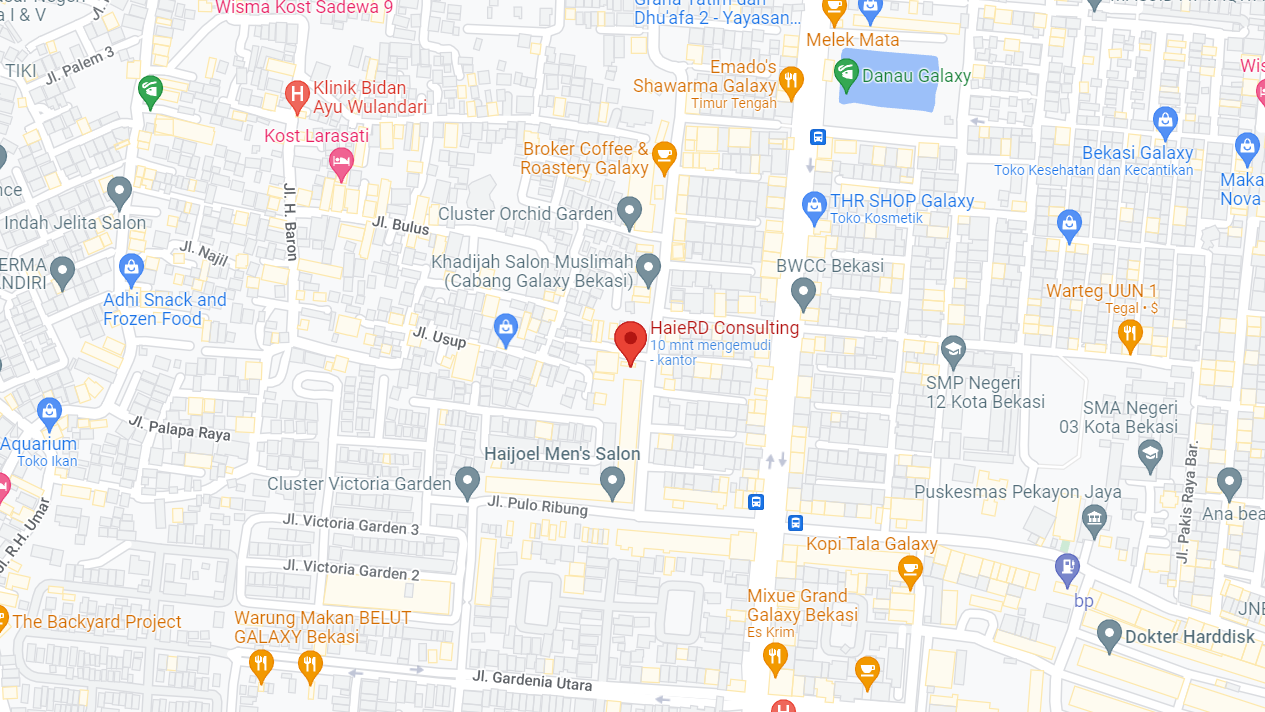 Wisma Kost Sadewa 9
I & V
Jl. Palem 3
TIKI
Klinik Bidan
Ayu Wulandari
Kost Larasati
Dhu'afa 2 - Yayasan...
Melek Mata
Emado's
Shawarma Galaxy
Timur Tengah
Danau Galaxy
Broker Coffee &
Roastery Galaxy
Bekasi Galaxy
Toko Kesehatan dan Kecantikan
Indah Jelita Salon
Jl. H. Baron
Jl. Bulus
Cluster Orchid Garden
THR SHOP Galaxy
Toko Kosmetik
Nova
Jl. Najil
Khadijah Salon Muslimah
(Cabang Galaxy Bekasi)
BWCC Bekasi
Adhi Snack and
Frozen Food
Warteg UUN 1
Tegal • $
Jl. Usup
HaieRD Consulting
10 mnt mengemudi
- kantor
SMP Negeri
12 Kota Bekasi
SMA Negeri
03 Kota Bekasi
Jl. Palapa Raya
Aquarium
Toko Ikan
Haijoel Men's Salon
Cluster Victoria Garden
Jl. Pulo Ribung
Puskesmas Pekayon Jaya
Jl. Pakis Raya Bar.
Ana bea
Jl. R.H. Umar
Jl. Victoria Garden 3
Jl. Victoria Garden 2
Kopi Tala Galaxy
bp
Mixue Grand
Galaxy Bekasi
Es Krim
JNE
The Backyard Project
Warung Makan BELUT
GALAXY Bekasi
Dokter Harddisk
Jl. Gardenia Utara